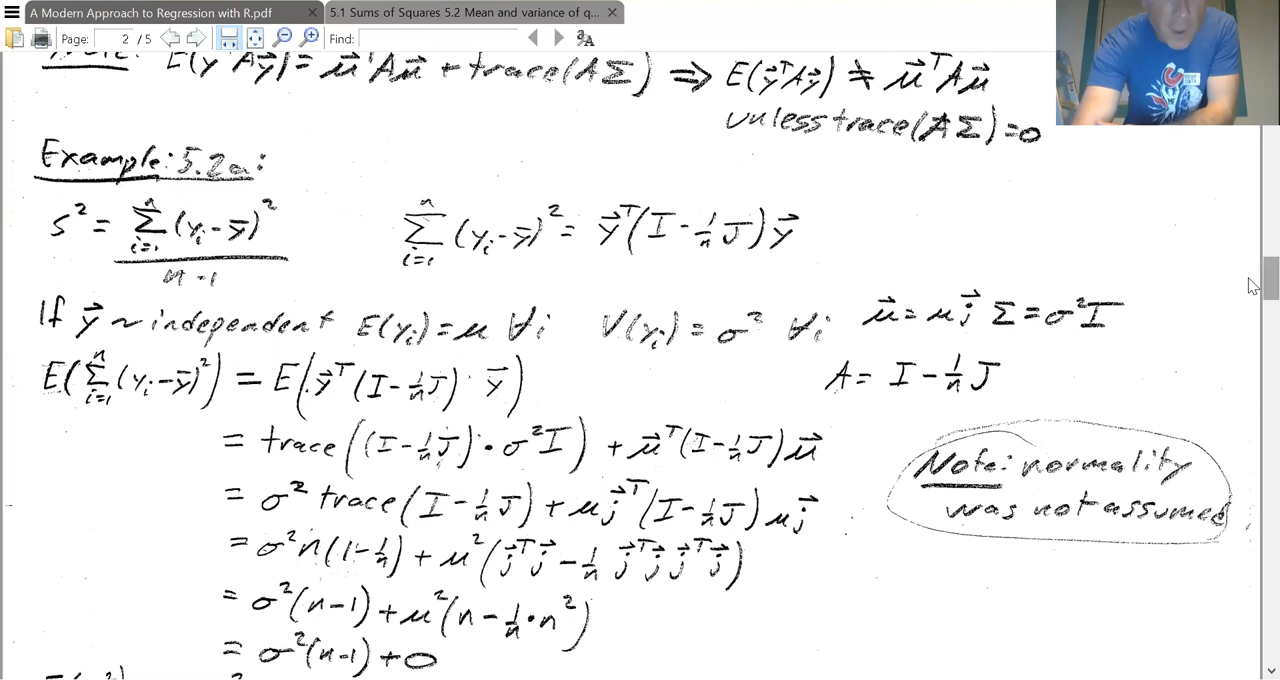 A Modern Approach to Regression with R.pdf × 5.1 Sums of Squares 5.2 Mean and variance of q... ×
Page: 2 / 5 Find:
Note: E(y⃗ᵀAy⃗) = μ⃗ᵀAμ⃗ + trace(AΣ) ⇒ E(y⃗ᵀAy⃗) ≠ μ⃗ᵀAμ⃗
unless trace(AΣ) = 0
Example: 5.2a:
s² = Σᵢ₌₁ⁿ (yᵢ - ȳ)² / n-1 Σᵢ₌₁ⁿ (yᵢ - ȳ)² = y⃗ᵀ(I - 1/n J)y⃗
If y⃗ ~ independent E(yᵢ) = μ ∀i V(yᵢ) = σ² ∀i μ⃗ = μj⃗ Σ = σ²I
E(Σᵢ₌₁ⁿ (yᵢ - ȳ)²) = E(y⃗ᵀ(I - 1/n J) · y⃗) A = I - 1/n J
= trace((I - 1/n J) · σ²I) + μ⃗ᵀ(I - 1/n J)μ⃗
= σ² trace(I - 1/n J) + μj⃗ᵀ(I - 1/n J)μj⃗
= σ²n(1 - 1/n) + μ²(j⃗ᵀj⃗ - 1/n j⃗ᵀj⃗ j⃗ᵀj⃗)
= σ²(n-1) + μ²(n - 1/n · n²)
= σ²(n-1) + 0
Note: normality
was not assumed